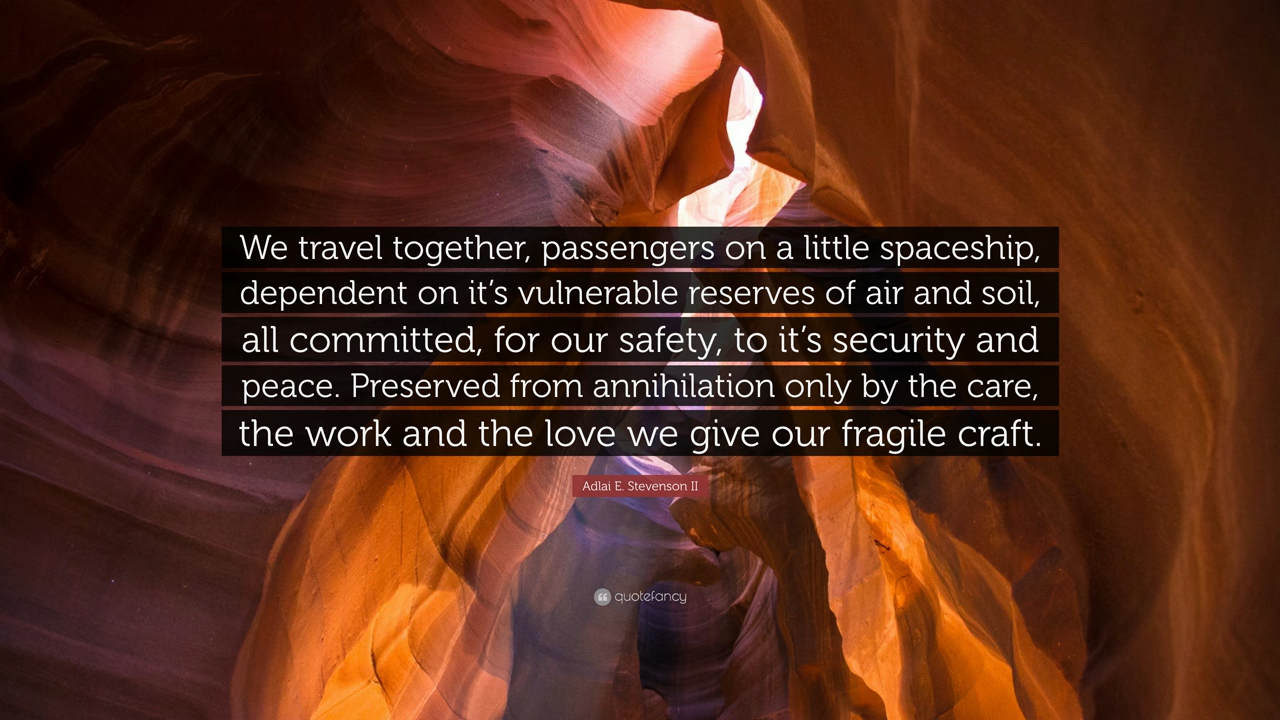 We travel together, passengers on a little spaceship,
dependent on it’s vulnerable reserves of air and soil,
all committed, for our safety, to it’s security and
peace. Preserved from annihilation only by the care,
the work and the love we give our fragile craft.
Adlai E. Stevenson II
quotefancy